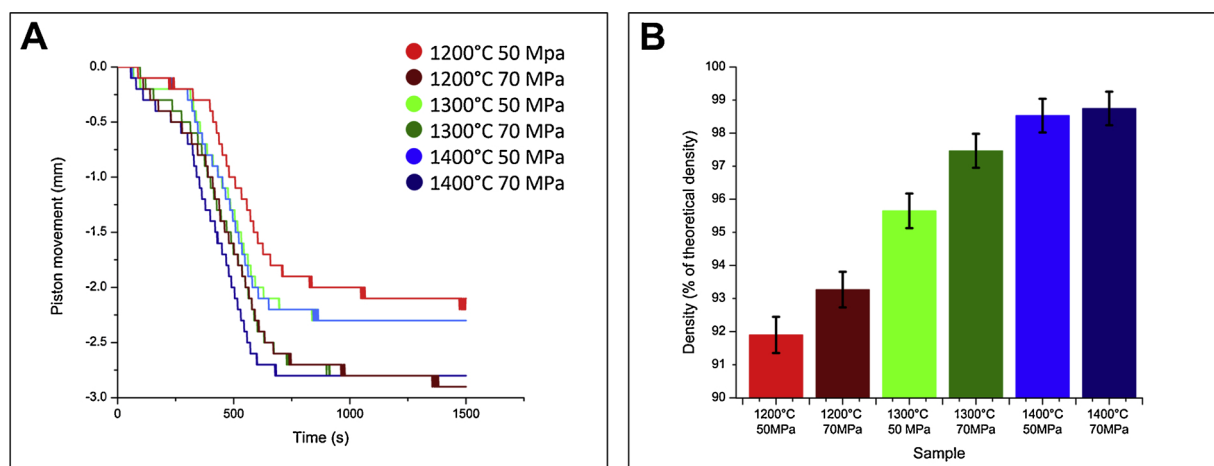 A
1200°C 50 Mpa
1200°C 70 MPa
1300°C 50 MPa
1300°C 70 MPa
1400°C 50 MPa
1400°C 70 MPa
0.0
-0.5
-1.0
-1.5
-2.0
-2.5
-3.0
Piston movement (mm)
0
500
1000
1500
Time (s)
B
100
99
98
97
96
95
94
93
92
91
90
Density (% of theoretical density)
1200°C 1200°C 1300°C 1300°C 1400°C 1400°C
50MPa 70MPa 50 MPa 70MPa 50MPa 70MPa
Sample